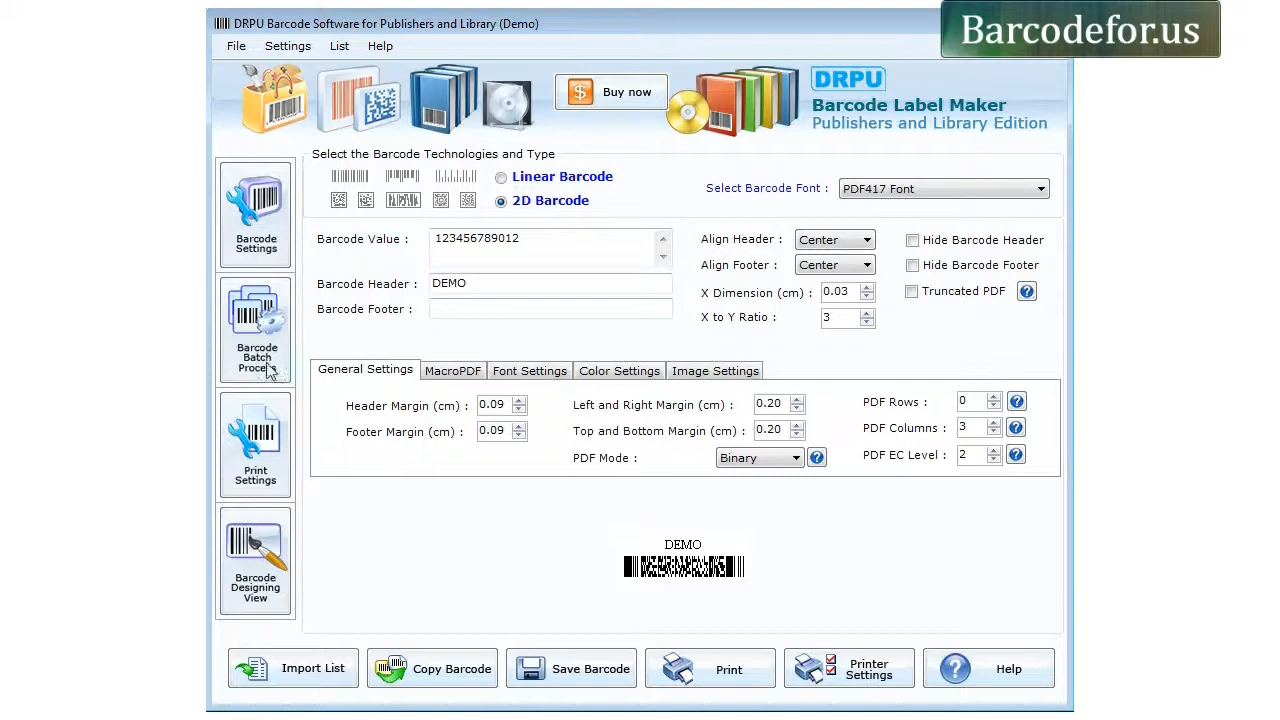 DRPU Barcode Software for Publishers and Library (Demo)
Barcodefor.us
File Settings List Help
Buy now
DRPU
Barcode Label Maker
Publishers and Library Edition
Select the Barcode Technologies and Type
Linear Barcode
2D Barcode
Select Barcode Font : PDF417 Font
Barcode Settings
Barcode Batch Process
Print Settings
Barcode Designing View
Barcode Value : 123456789012
Barcode Header : DEMO
Barcode Footer :
Align Header : Center
Align Footer : Center
X Dimension (cm) : 0.03
X to Y Ratio : 3
Hide Barcode Header
Hide Barcode Footer
Truncated PDF ?
General Settings MacroPDF Font Settings Color Settings Image Settings
Header Margin (cm) : 0.09
Footer Margin (cm) : 0.09
Left and Right Margin (cm) : 0.20
Top and Bottom Margin (cm) : 0.20
PDF Mode : Binary ?
PDF Rows : 0 ?
PDF Columns : 3 ?
PDF EC Level : 2 ?
DEMO
Import List Copy Barcode Save Barcode Print Printer Settings ? Help